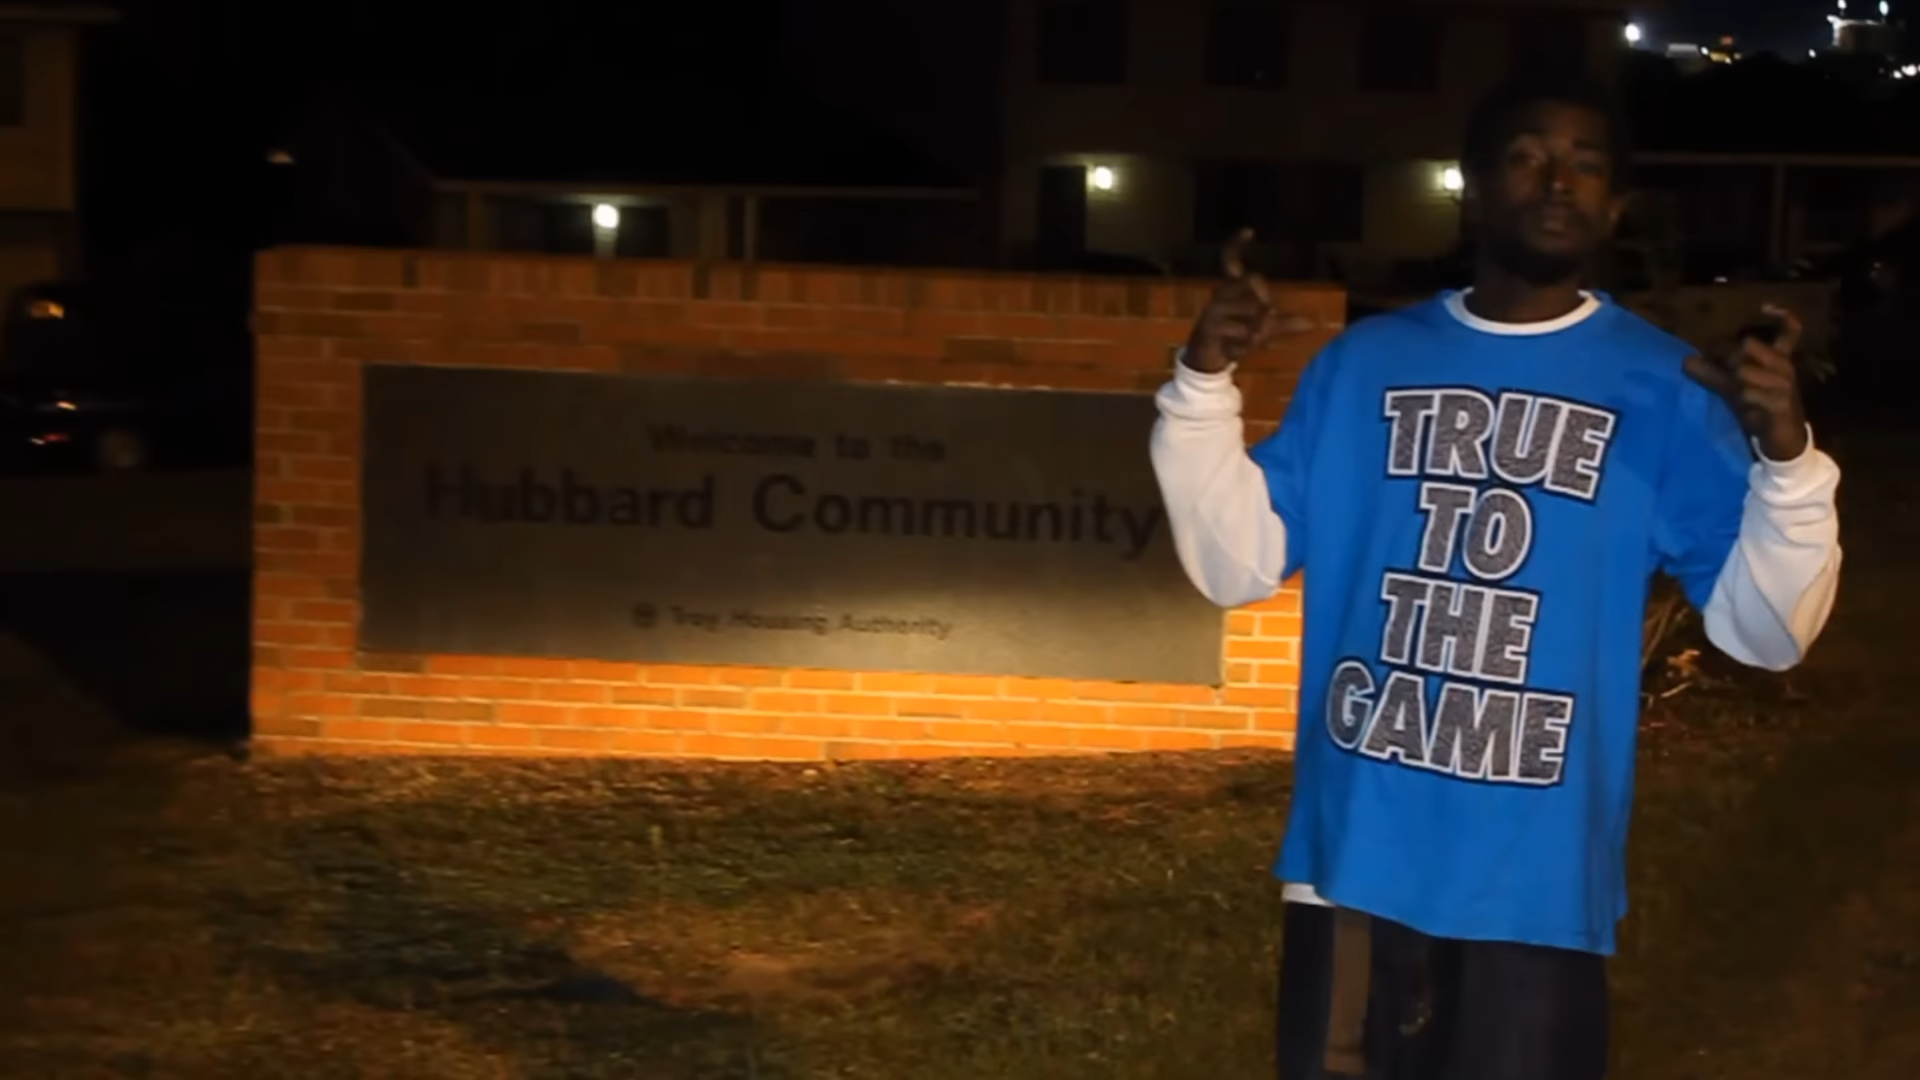 Welcome to the
Hubbard Community
Troy Housing Authority
TRUE
TO
THE
GAME